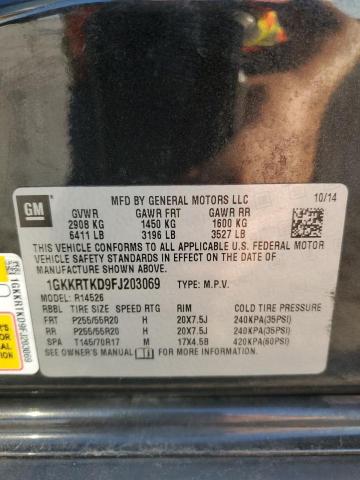 GM
MFD BY GENERAL MOTORS LLC 10/14
GVWR GAWR FRT GAWR RR
2908 KG 1450 KG 1600 KG
6411 LB 3196 LB 3527 LB
THIS VEHICLE CONFORMS TO ALL APPLICABLE U.S. FEDERAL MOTOR
VEHICLE SAFETY STANDARDS IN EFFECT ON THE DATE OF
MANUFACTURE SHOWN ABOVE.
1GKKRTKD9FJ203069 TYPE: M.P.V.
MODEL: R14526
RBBL TIRE SIZE SPEED RTG RIM COLD TIRE PRESSURE
FRT P255/55R20 H 20X7.5J 240KPA(35PSI)
RR P255/55R20 H 20X7.5J 240KPA(35PSI)
SPA T145/70R17 M 17X4.5B 420KPA(60PSI)
SEE OWNER'S MANUAL FOR MORE INFORMATION.
1GKKRTKD9FJ203069